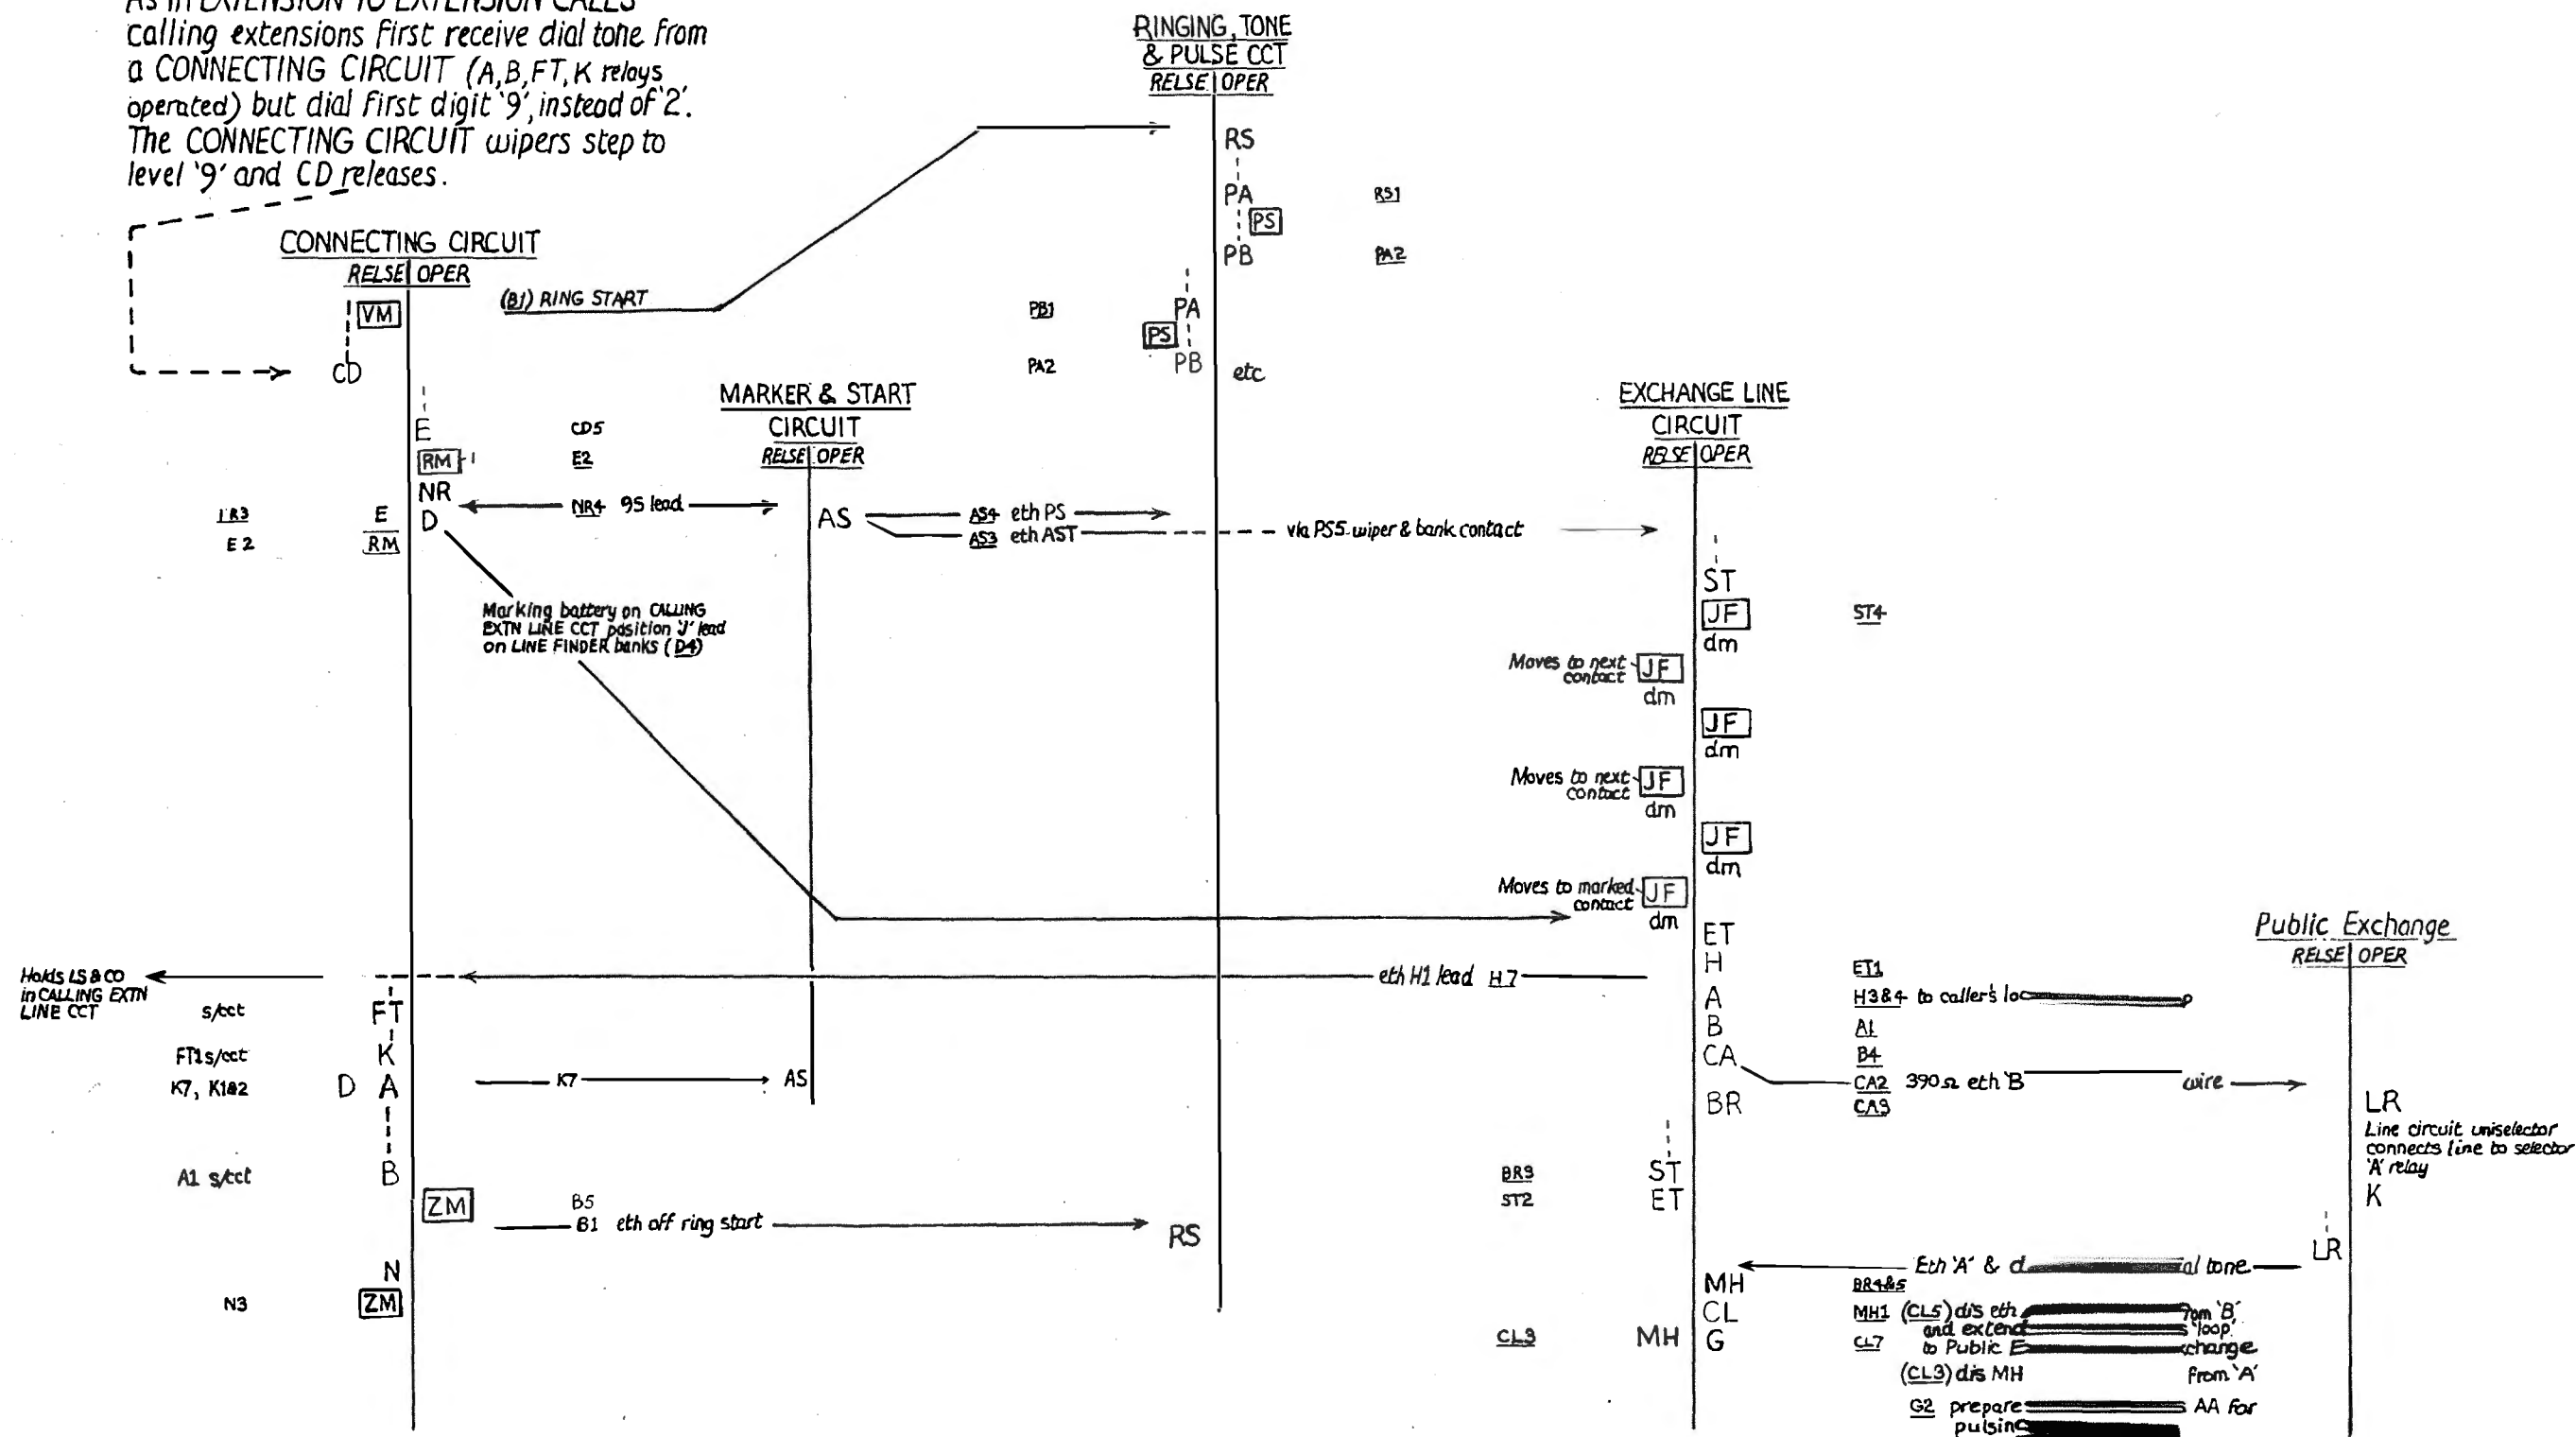 As in EXTENSION TO EXTENSION CALLS
calling extensions first receive dial tone from
a CONNECTING CIRCUIT (A,B,FT,K relays
operated) but dial first digit '9', instead of '2'.
The CONNECTING CIRCUIT wipers step to
level '9' and CD releases.
RINGING, TONE
& PULSE CCT
RELSE OPER
RS
PA RS1
PS
PB PA2
PB1 PA
PS
PA2 PB etc
CONNECTING CIRCUIT
RELSE OPER
VM
(B1) RING START
CD
E CD5
RM E2
NR
NR4 9S lead
E D
E2 RM
Marking battery on CALLING
EXTN LINE CCT position 'J' lead
on LINE FINDER banks (D4)
MARKER & START
CIRCUIT
RELSE OPER
AS
AS4 eth PS
AS3 eth AST
via PS5 wiper & bank contact
EXCHANGE LINE
CIRCUIT
RELSE OPER
ST
JF ST4
dm
Moves to next
contact
JF
dm
JF
dm
Moves to next
contact
JF
dm
JF
dm
Moves to marked
contact
JF
dm
ET
H ET1
eth H1 lead H7
Holds LS & CO
in CALLING EXTN
LINE CCT
s/cct FT
FT1 s/cct K
K7, K1&2 D A
K7 AS
A1 s/cct B
ZM B5
B1 eth off ring start RS
N
N3 ZM
A H3&4 to caller's
B A1
CA B4
CA2 390Ω eth 'B' wire
BR CA3
BR3 ST
ST2 ET
Public Exchange
RELSE OPER
LR
Line circuit uniselector
connects line to selector
'A' relay
K
LR
Eth 'A' & al tone
MH BR4&5
CL MH1 (CL5) dis eth 'B'
and extend loop
CL3 MH G CL7 to Public
(CL3) dis MH from 'A'
G2 prepare AA for